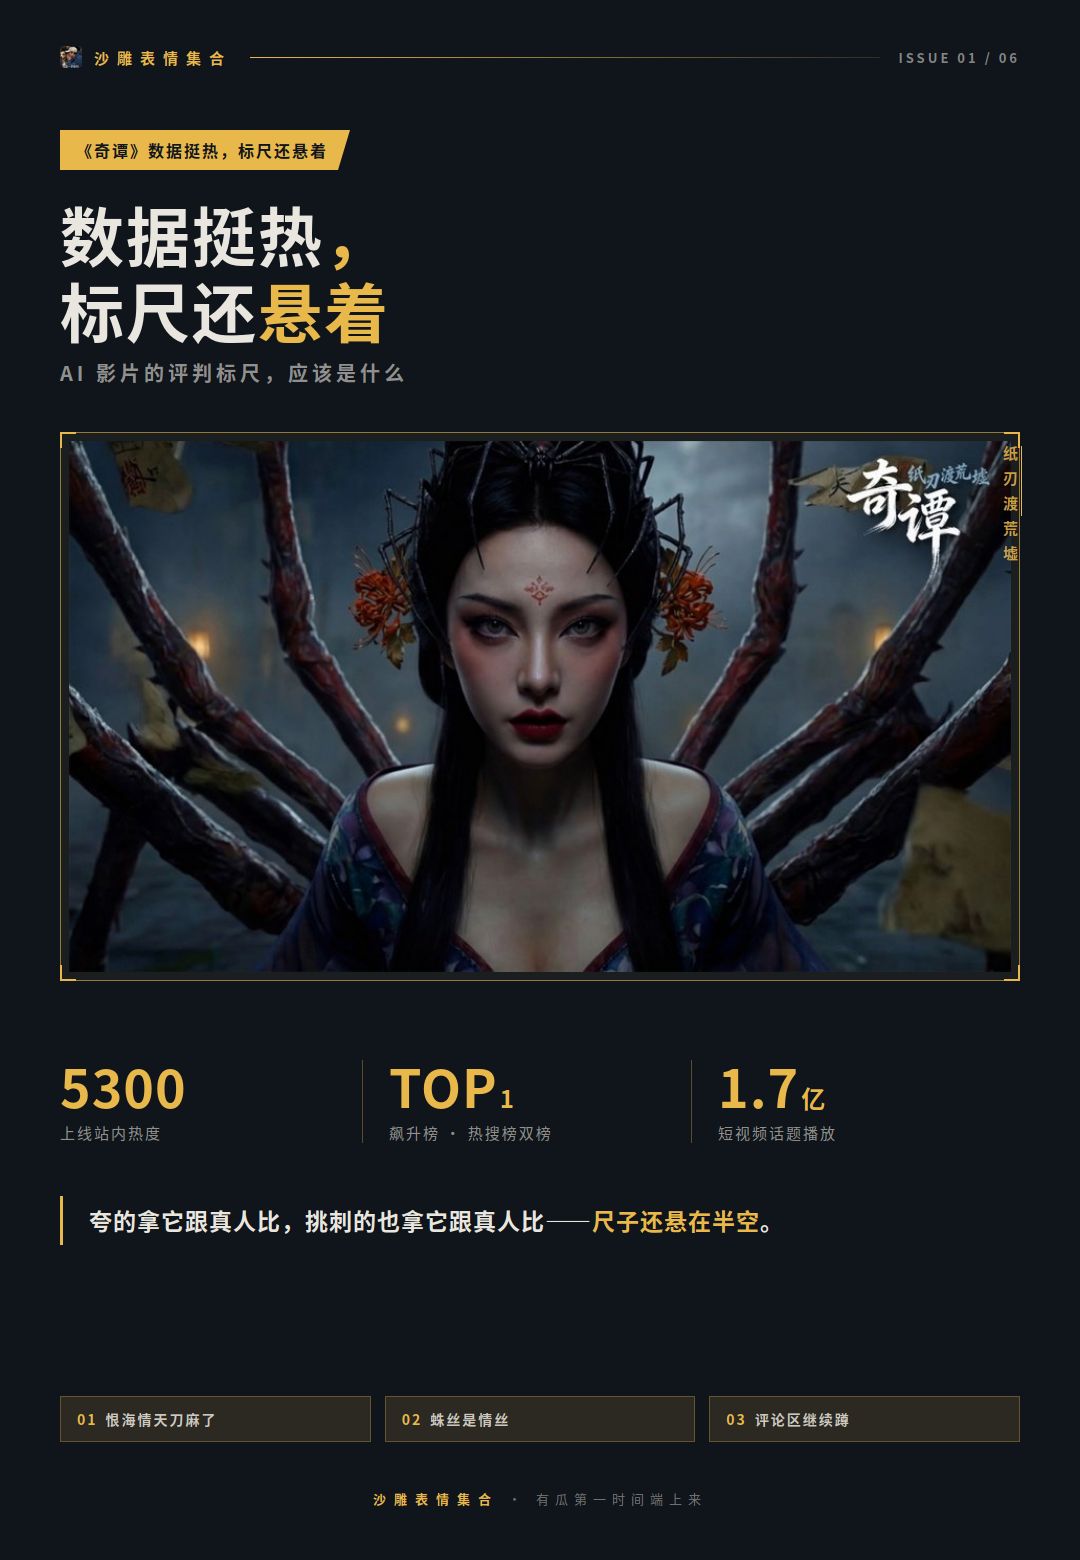 沙雕表情集合
ISSUE 01 / 06
《奇谭》数据挺热，标尺还悬着
数据挺热，
标尺还悬着
AI 影片的评判标尺，应该是什么
奇谭
纸刃渡荒墟
纸刃渡荒墟
5300
上线站内热度
TOP1
飙升榜 · 热搜榜双榜
1.7亿
短视频话题播放
夸的拿它跟真人比，挑刺的也拿它跟真人比——尺子还悬在半空。
01 恨海情天刀麻了
02 蛛丝是情丝
03 评论区继续蹲
沙雕表情集合 · 有瓜第一时间端上来